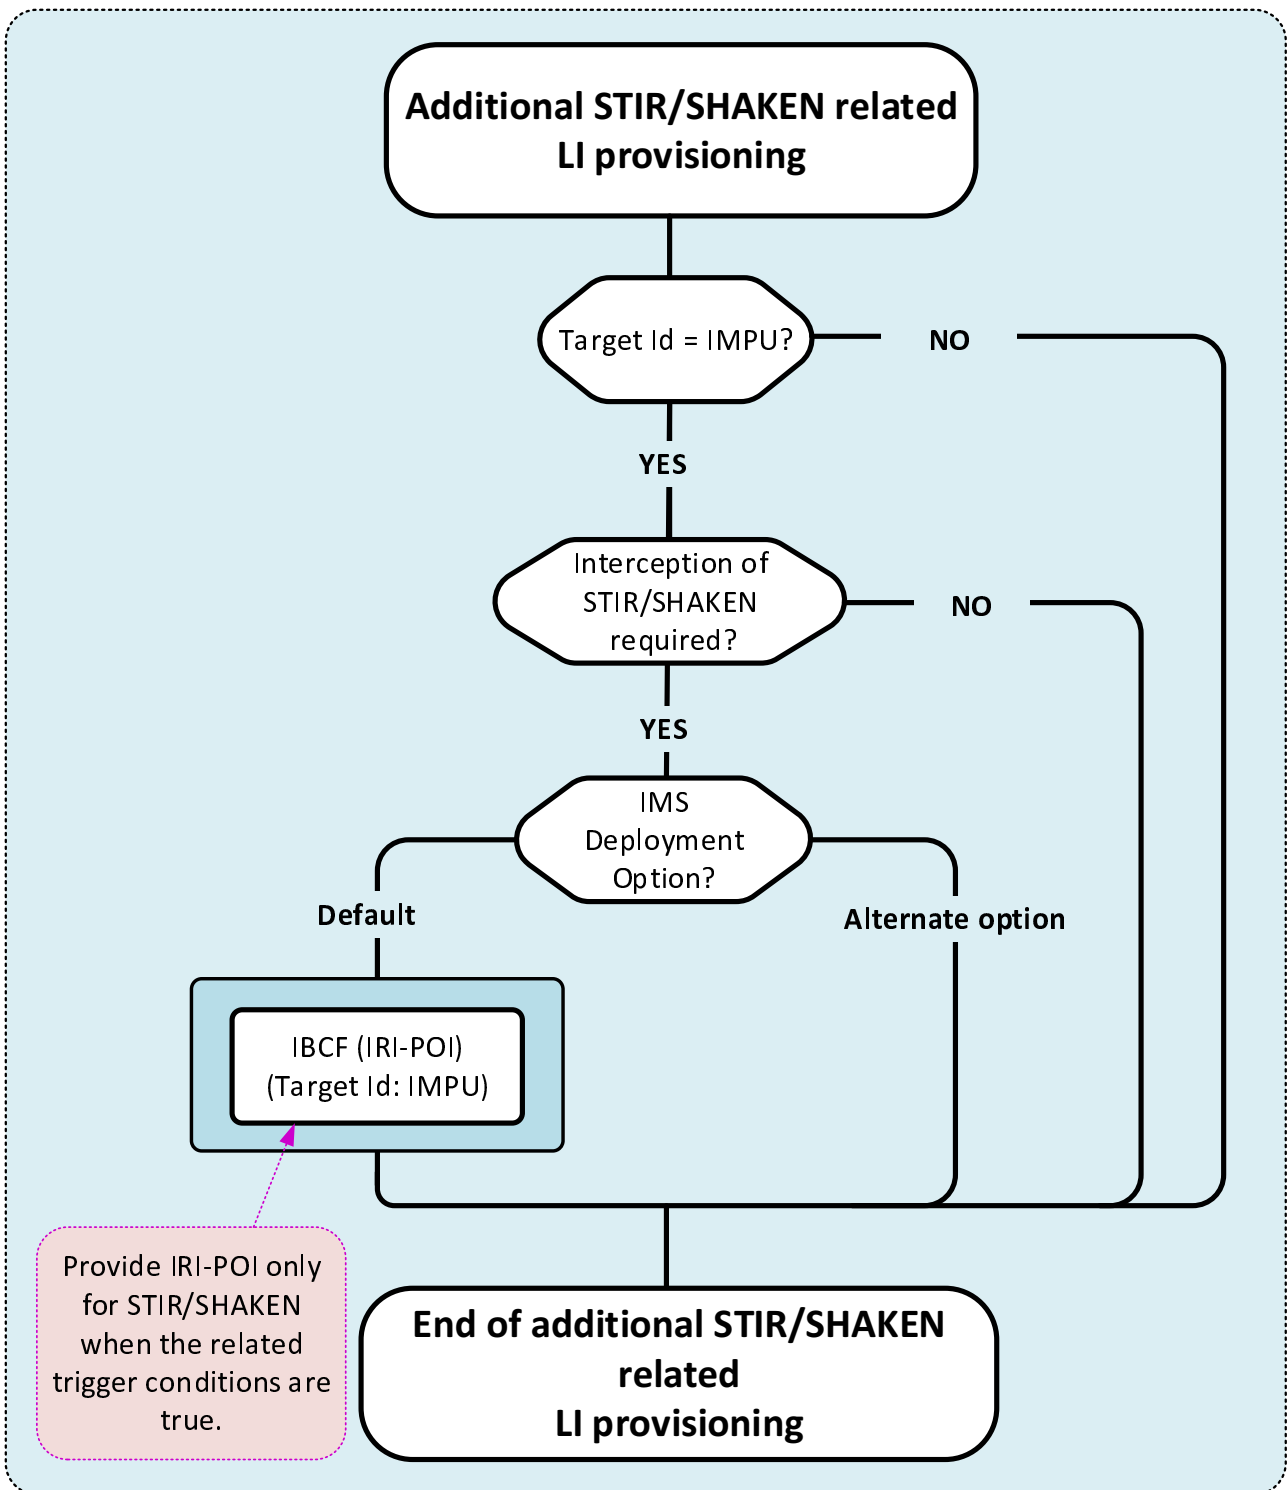 Additional STIR/SHAKEN related
LI provisioning
Target Id = IMPU?
NO
YES
Interception of
STIR/SHAKEN
required?
NO
YES
IMS
Deployment
Option?
Default
Alternate option
IBCF (IRI-POI)
(Target Id: IMPU)
Provide IRI-POI only
for STIR/SHAKEN
when the related
trigger conditions are
true.
End of additional STIR/SHAKEN
related
LI provisioning